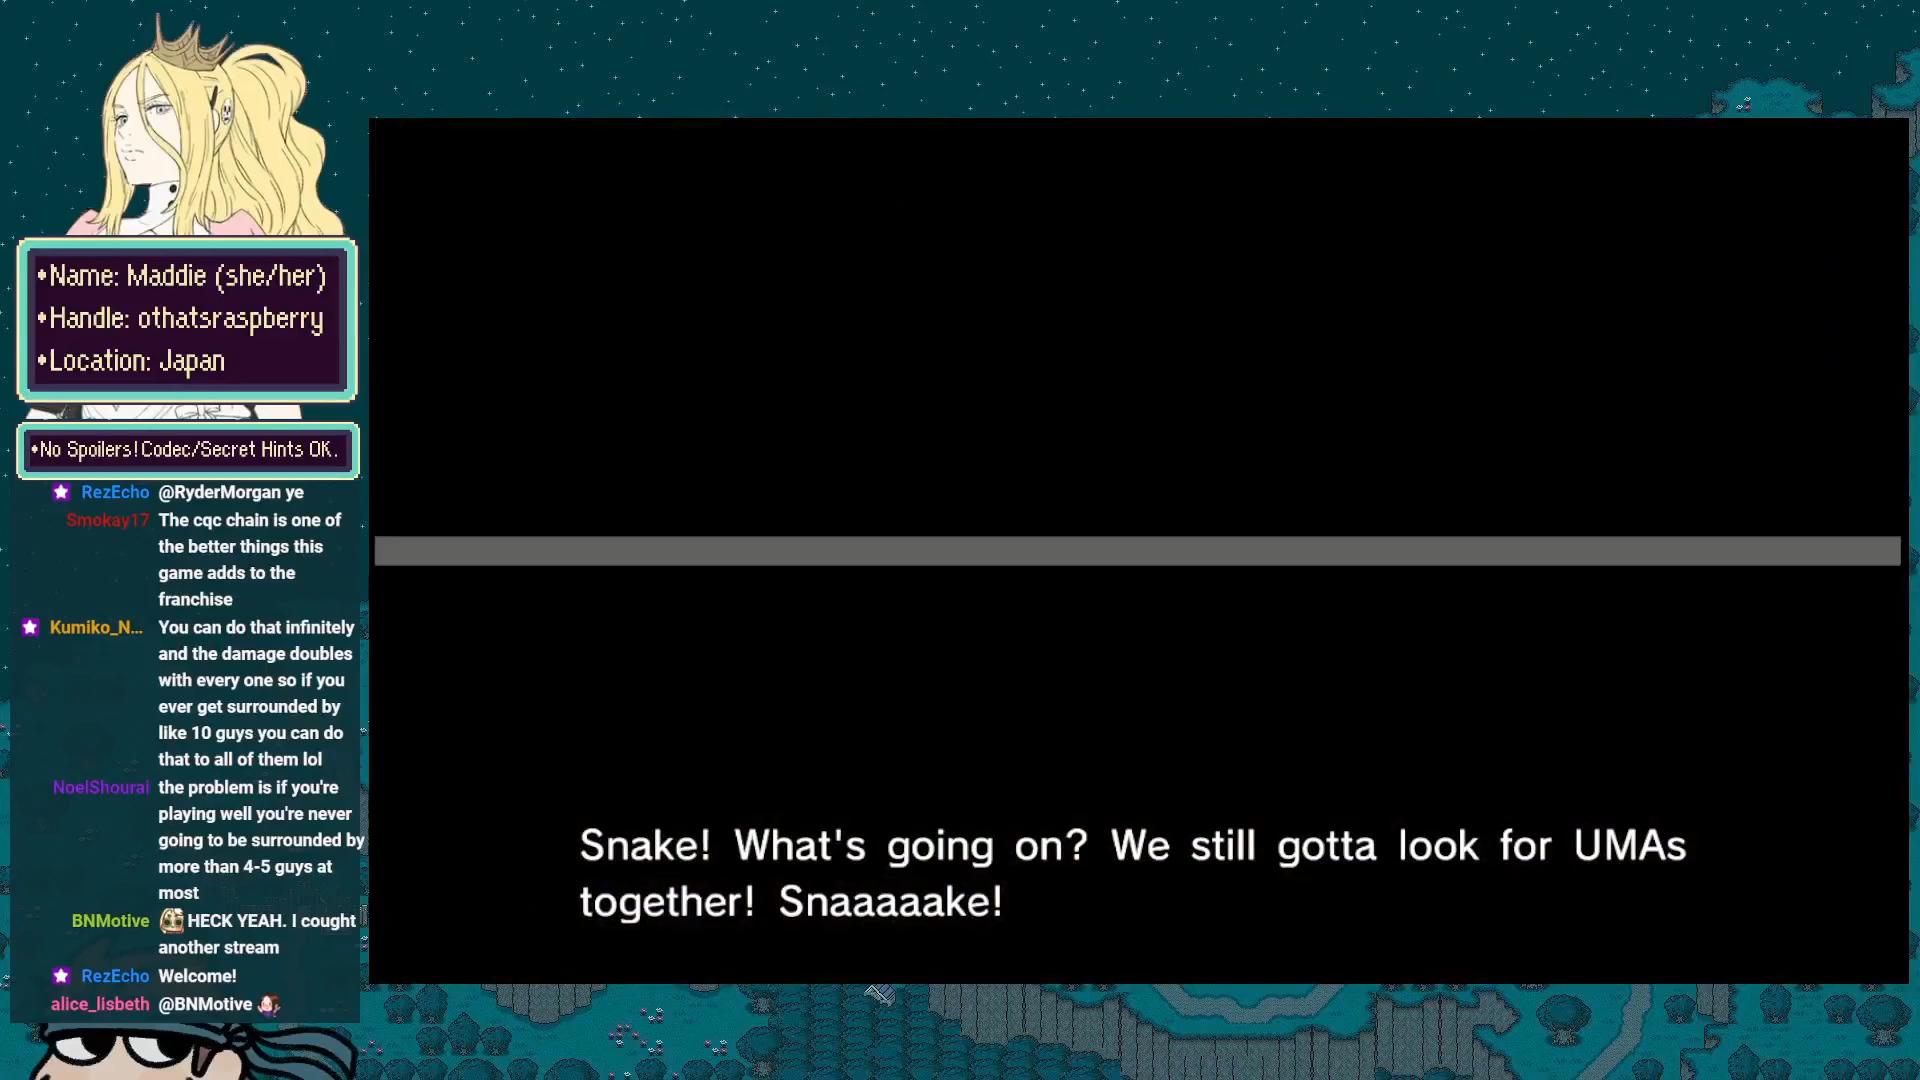 •Name: Maddie (she/her)
•Handle: othatsraspberry
•Location: Japan
•No Spoilers!Codec/Secret Hints OK.
RezEcho @RyderMorgan ye
Smokay17 The cqc chain is one of
the better things this
game adds to the
franchise
Kumiko_N... You can do that infinitely
and the damage doubles
with every one so if you
ever get surrounded by
like 10 guys you can do
that to all of them lol
NoelShourai the problem is if you're
playing well you're never
going to be surrounded by
more than 4-5 guys at
most
BNMotive HECK YEAH. I cought
another stream
RezEcho Welcome!
alice_lisbeth @BNMotive
Snake! What's going on? We still gotta look for UMAs
together! Snaaaaake!